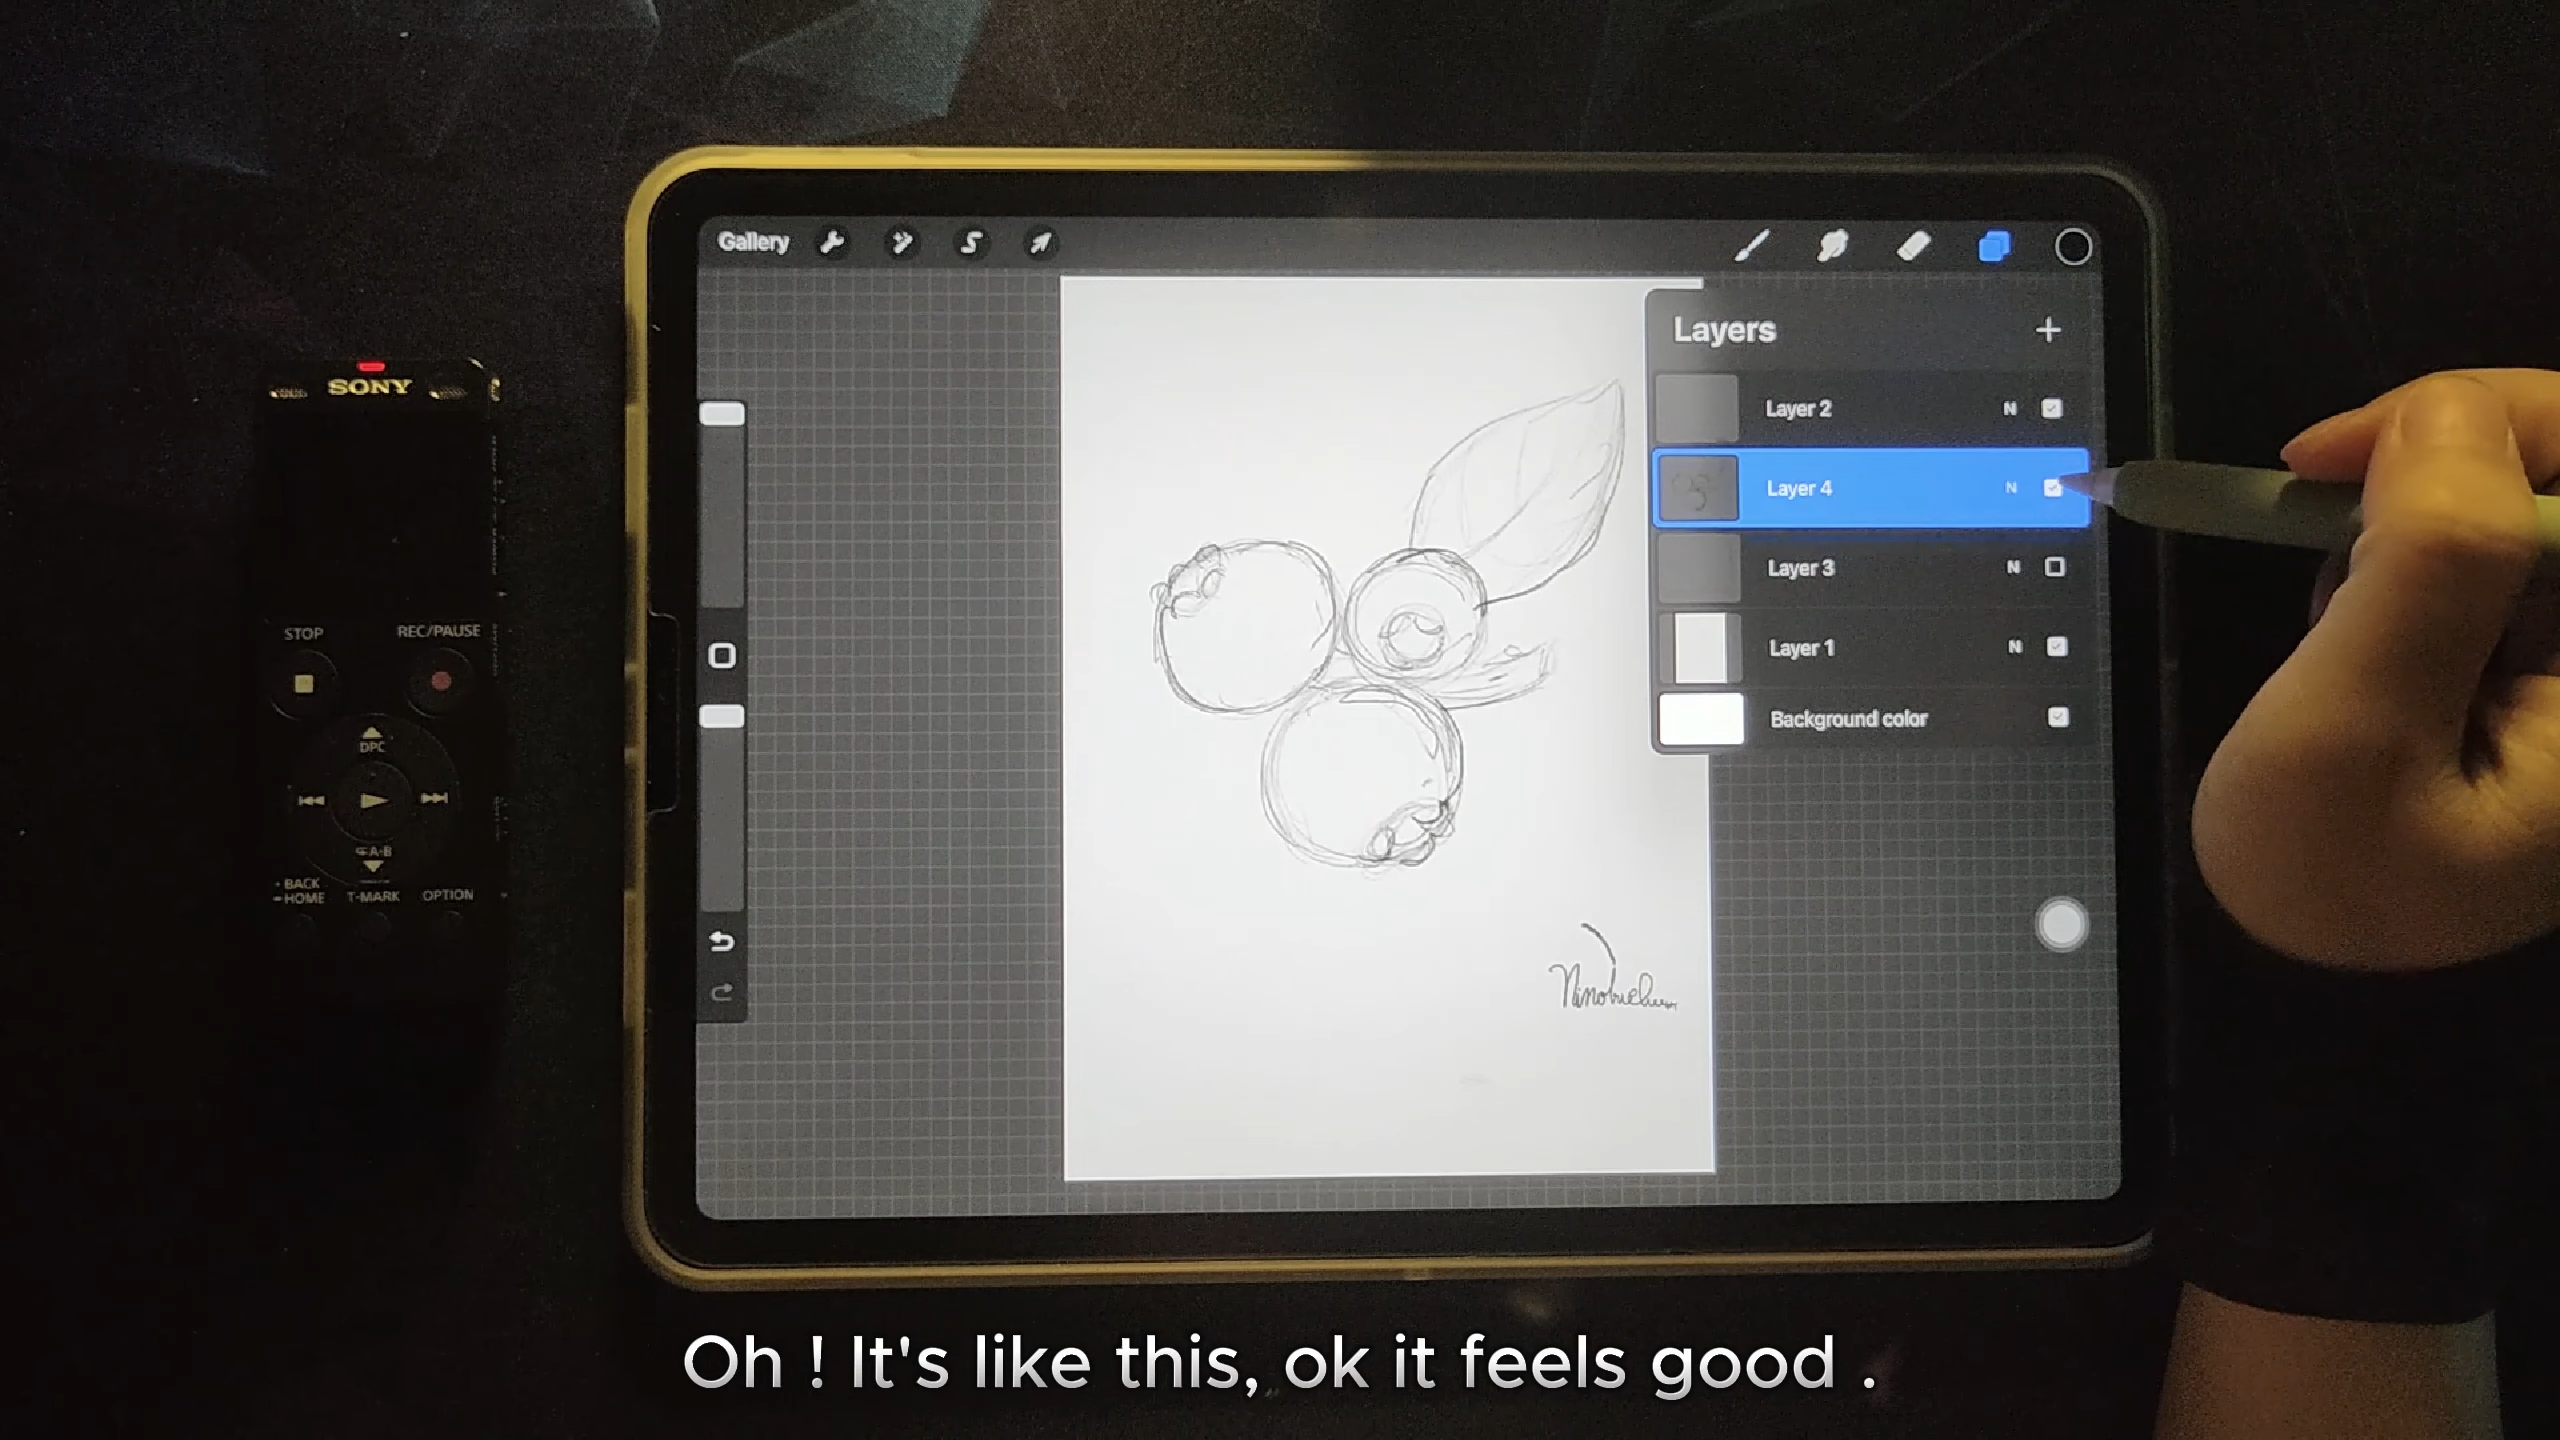 Gallery
Layers
Layer 2 N
Layer 4 N
Layer 3 N
Layer 1 N
Background color
SONY
STOP REC/PAUSE
DPC
A-B
BACK
HOME T-MARK OPTION
Oh ! It's like this, ok it feels good .